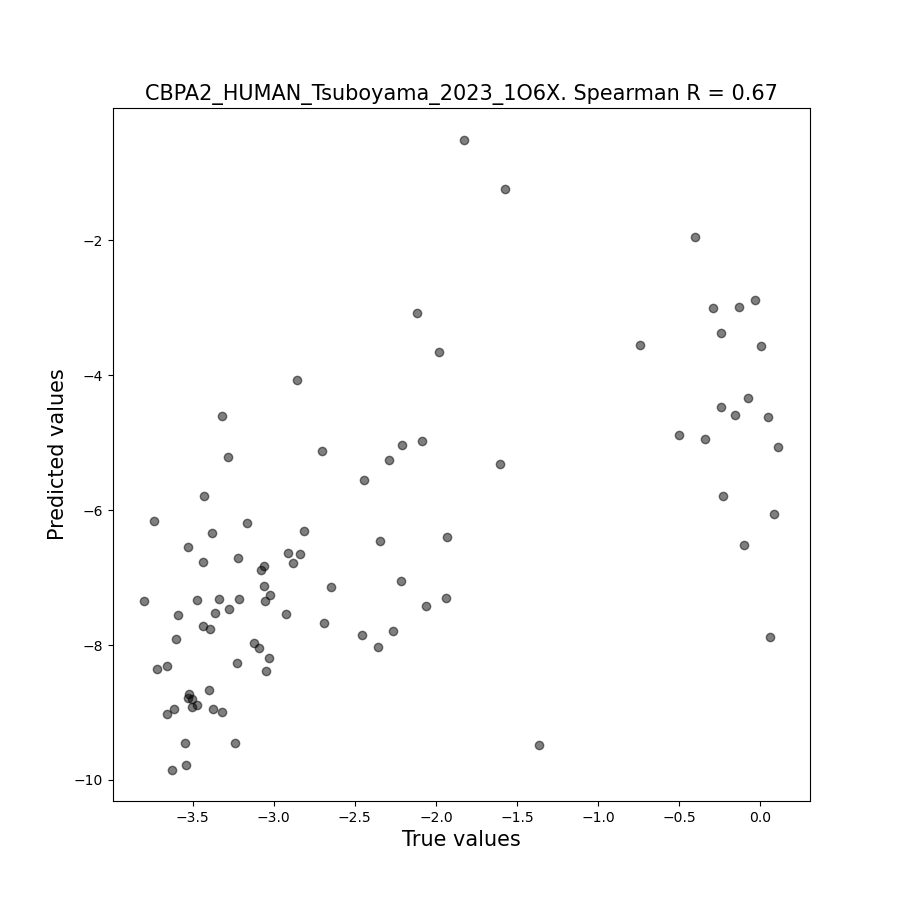 CBPA2_HUMAN_Tsuboyama_2023_1O6X. Spearman R = 0.67
Predicted values
−2
−4
−6
−8
−10
−3.5 −3.0 −2.5 −2.0 −1.5 −1.0 −0.5 0.0
True values